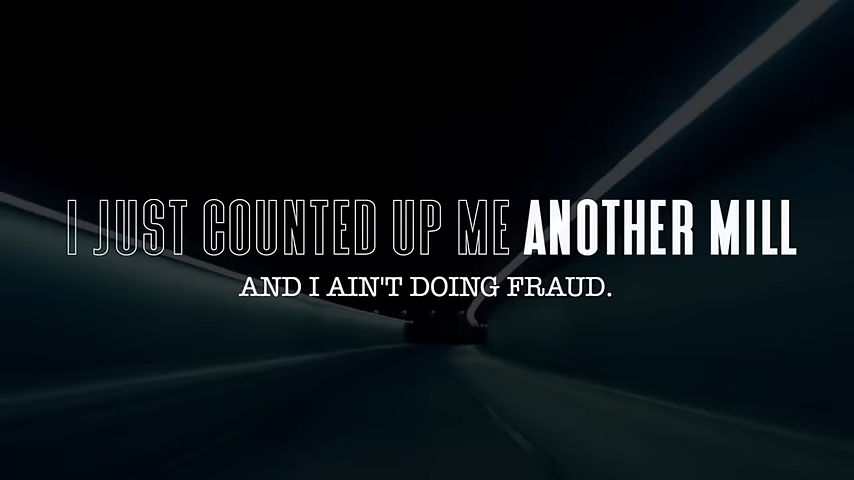 I JUST COUNTED UP ME ANOTHER MILL
AND I AIN'T DOING FRAUD.